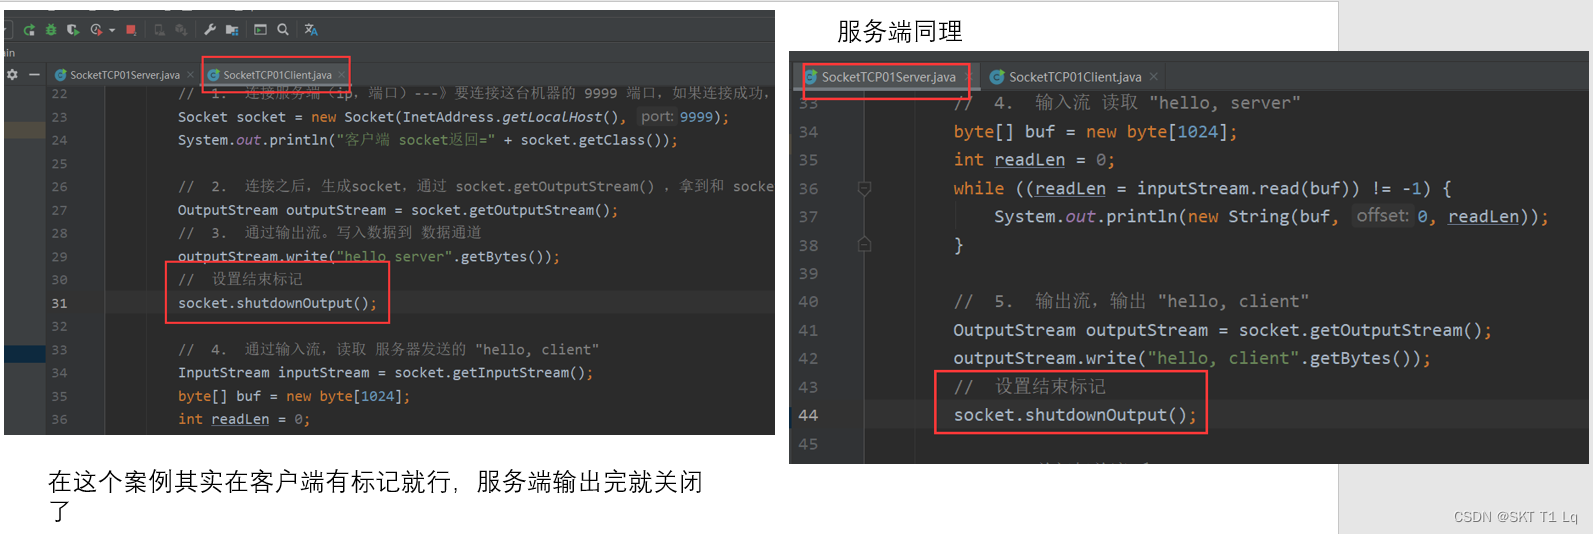 服务端同理
ain
SocketTCP01Server.java
SocketTCP01Client.java
22 // 1. 连接服务端 (ip, 端口) ---》要连接这台机器的 9999 端口，如果连接成功，
23 Socket socket = new Socket(InetAddress.getLocalHost(), port: 9999);
24 System.out.println("客户端 socket返回=" + socket.getClass());
25
26 // 2. 连接之后，生成socket，通过 socket.getOutputStream() ，拿到和 socke
27 OutputStream outputStream = socket.getOutputStream();
28 // 3. 通过输出流。写入数据到 数据通道
29 outputStream.write("hello server".getBytes());
30 // 设置结束标记
31 socket.shutdownOutput();
32
33 // 4. 通过输入流，读取 服务器发送的 "hello, client"
34 InputStream inputStream = socket.getInputStream();
35 byte[] buf = new byte[1024];
36 int readLen = 0;
SocketTCP01Server.java
SocketTCP01Client.java
33 // 4. 输入流 读取 "hello, server"
34 byte[] buf = new byte[1024];
35 int readLen = 0;
36 while ((readLen = inputStream.read(buf)) != -1) {
37 System.out.println(new String(buf, offset: 0, readLen));
38 }
39
40 // 5. 输出流，输出 "hello, client"
41 OutputStream outputStream = socket.getOutputStream();
42 outputStream.write("hello, client".getBytes());
43 // 设置结束标记
44 socket.shutdownOutput();
45
在这个案例其实在客户端有标记就行，服务端输出完就关闭
了
CSDN @SKT T1 Lq